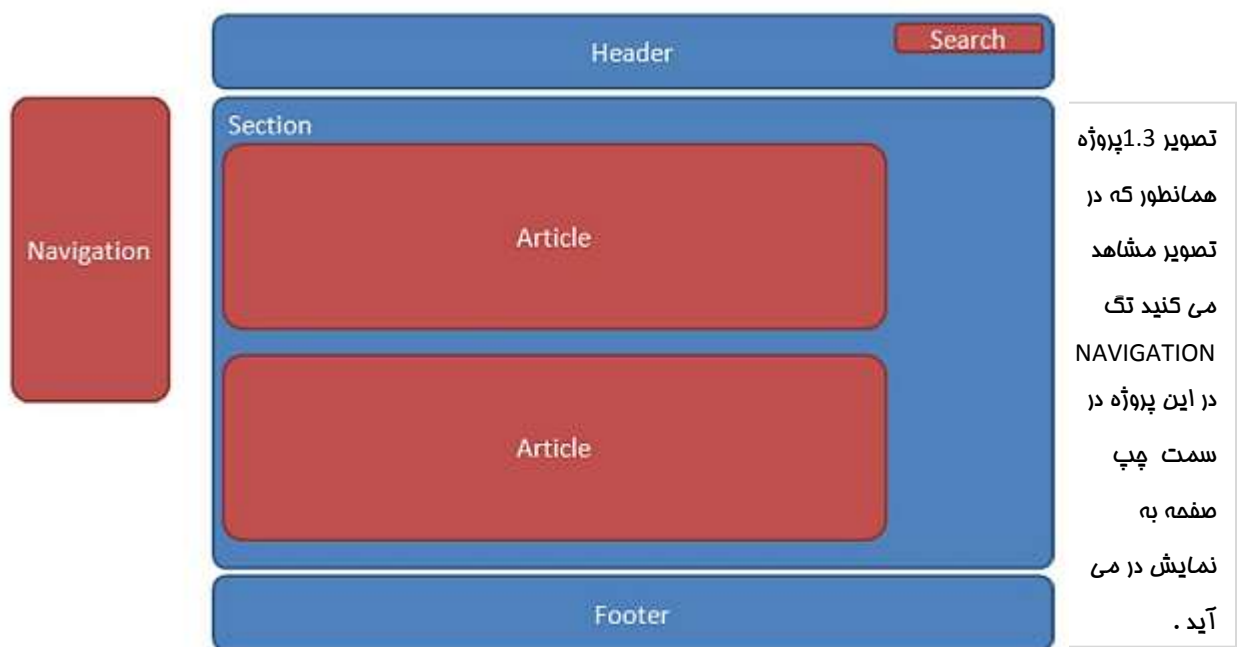 Header
Search
Navigation
Section
Article
Article
Footer
تصویر 1.3پروژه
همانطور که در
تصویر مشاهد
می کنید تگ
NAVIGATION
در این پروژه در
سمت چپ
صفحه به
نمایش در می
آید .